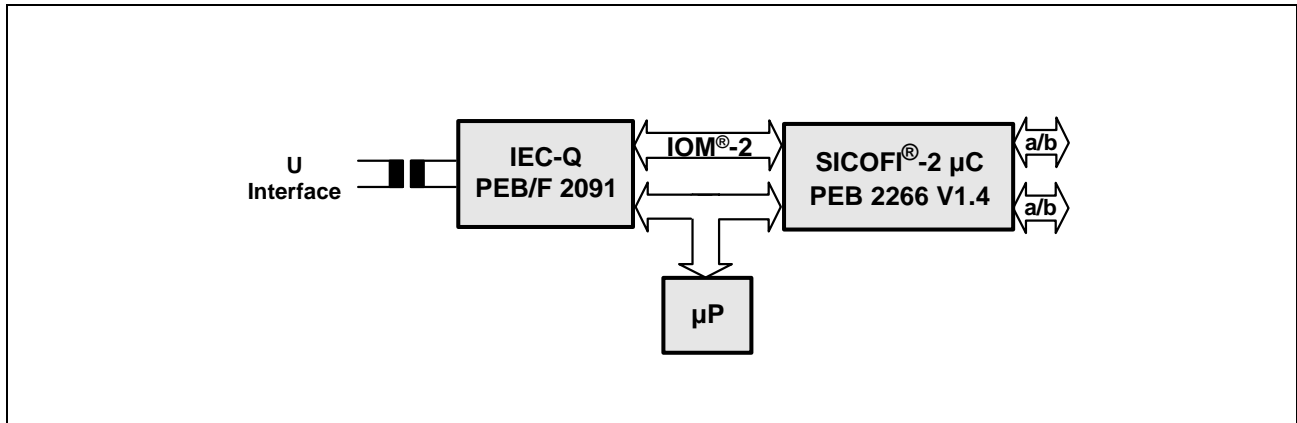 U
Interface
IEC-Q
PEB/F 2091
IOM®-2
SICOFI®-2 µC
PEB 2266 V1.4
a/b
a/b
µP